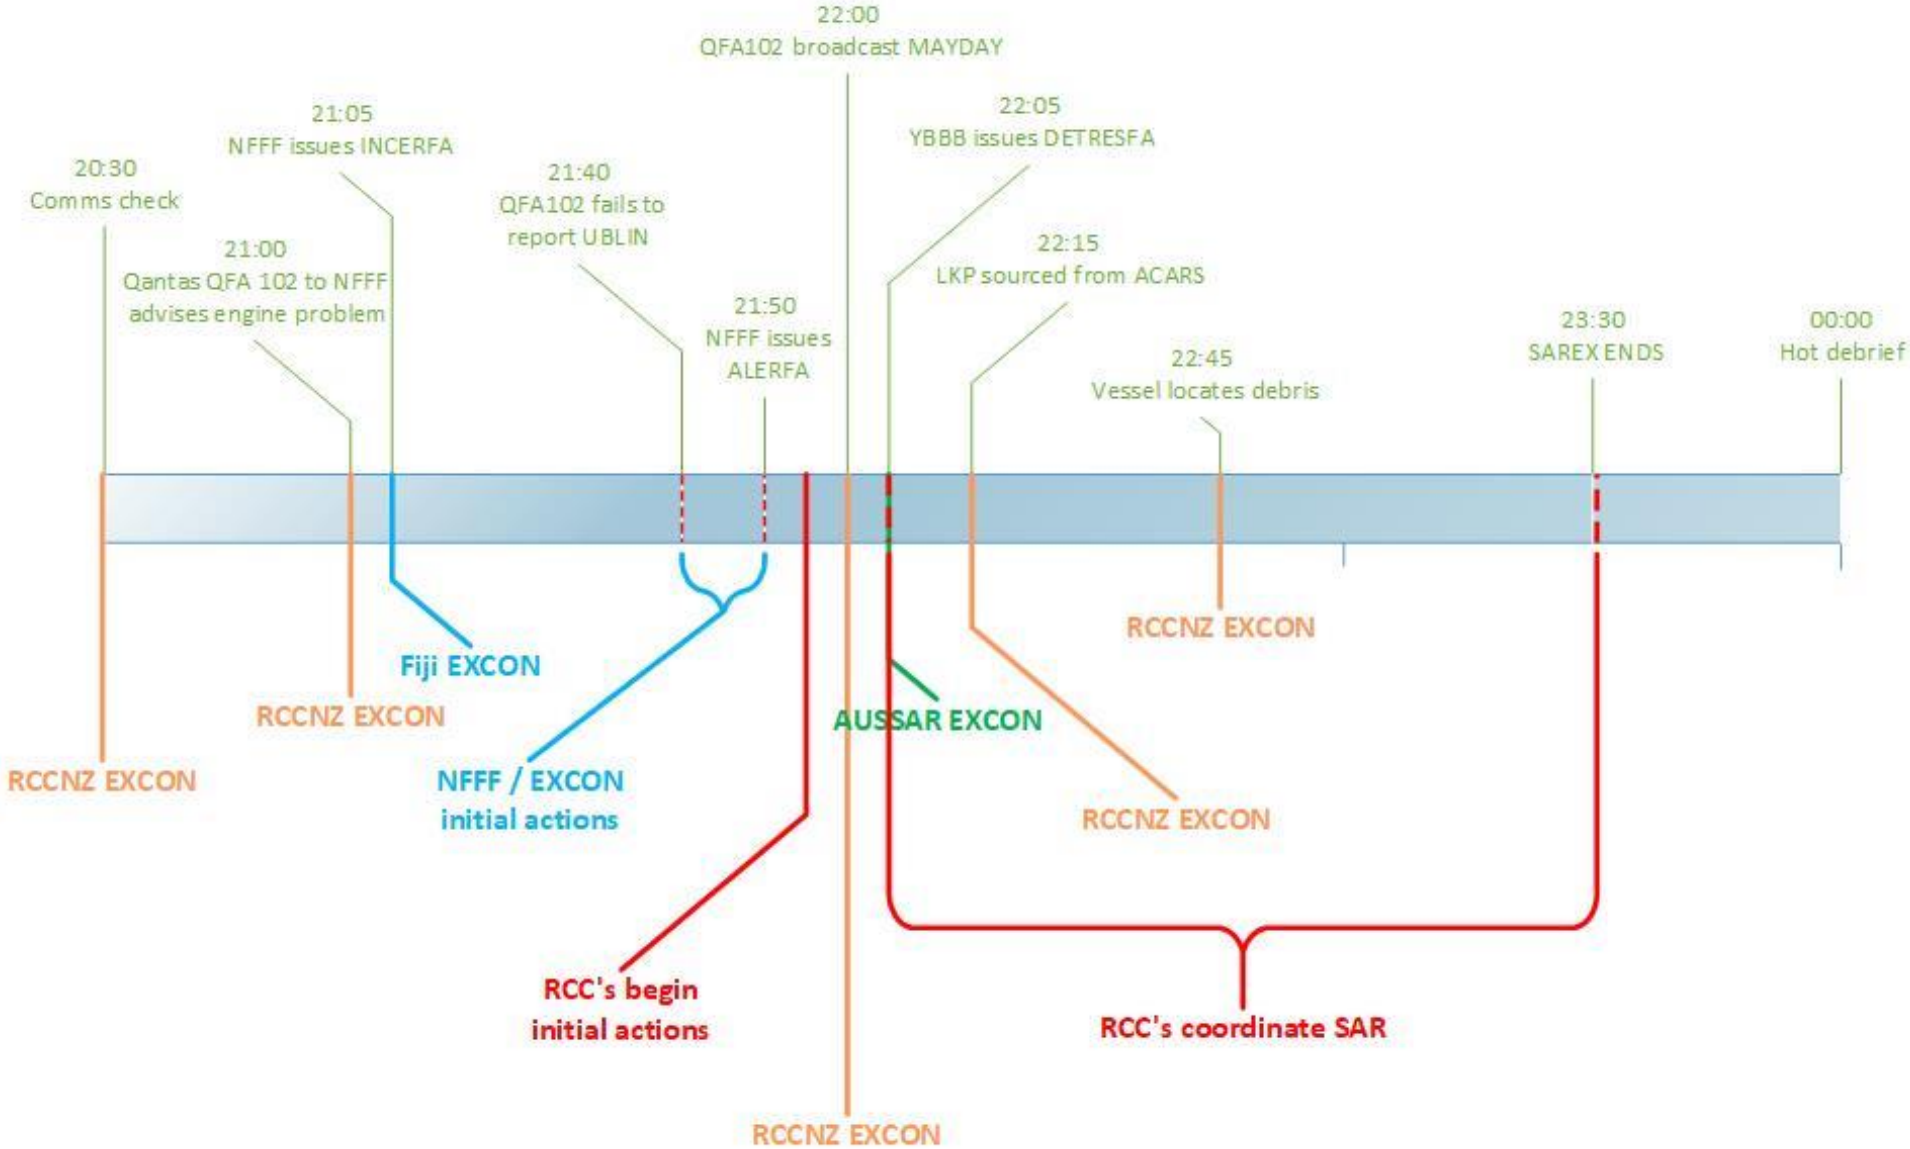 22:00
QFA102 broadcast MAYDAY
21:05
NFFF issues INCERFA
22:05
YBBB issues DETRESFA
20:30
Comms check
21:40
QFA102 fails to
report UBLIN
21:00
Qantas QFA 102 to NFFF
advises engine problem
22:15
LKP sourced from ACARS
21:50
NFFF issues
ALERFA
22:45
Vessel locates debris
23:30
SAREX ENDS
00:00
Hot debrief
RCCNZ EXCON
Fiji EXCON
RCCNZ EXCON
AUSSAR EXCON
RCCNZ EXCON
NFFF / EXCON
initial actions
RCCNZ EXCON
RCC's begin
initial actions
RCC's coordinate SAR
RCCNZ EXCON